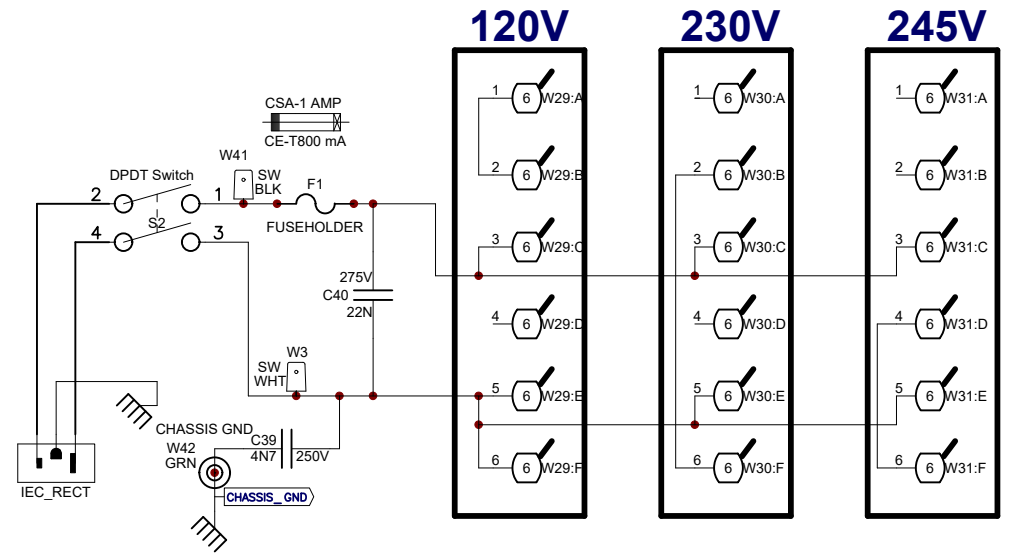 120V
230V
245V
CSA-1 AMP
CE-T800 mA
DPDT Switch
2
1
S2
4
3
W41
SW
BLK
F1
FUSEHOLDER
275V
C40
22N
W3
SW
WHT
CHASSIS GND
W42
GRN
C39
4N7
250V
CHASSIS_ GND
IEC_RECT
1
6
W29:A
2
6
W29:B
3
6
W29:C
4
6
W29:D
5
6
W29:E
6
6
W29:F
1
6
W30:A
2
6
W30:B
3
6
W30:C
4
6
W30:D
5
6
W30:E
6
6
W30:F
1
6
W31:A
2
6
W31:B
3
6
W31:C
4
6
W31:D
5
6
W31:E
6
6
W31:F